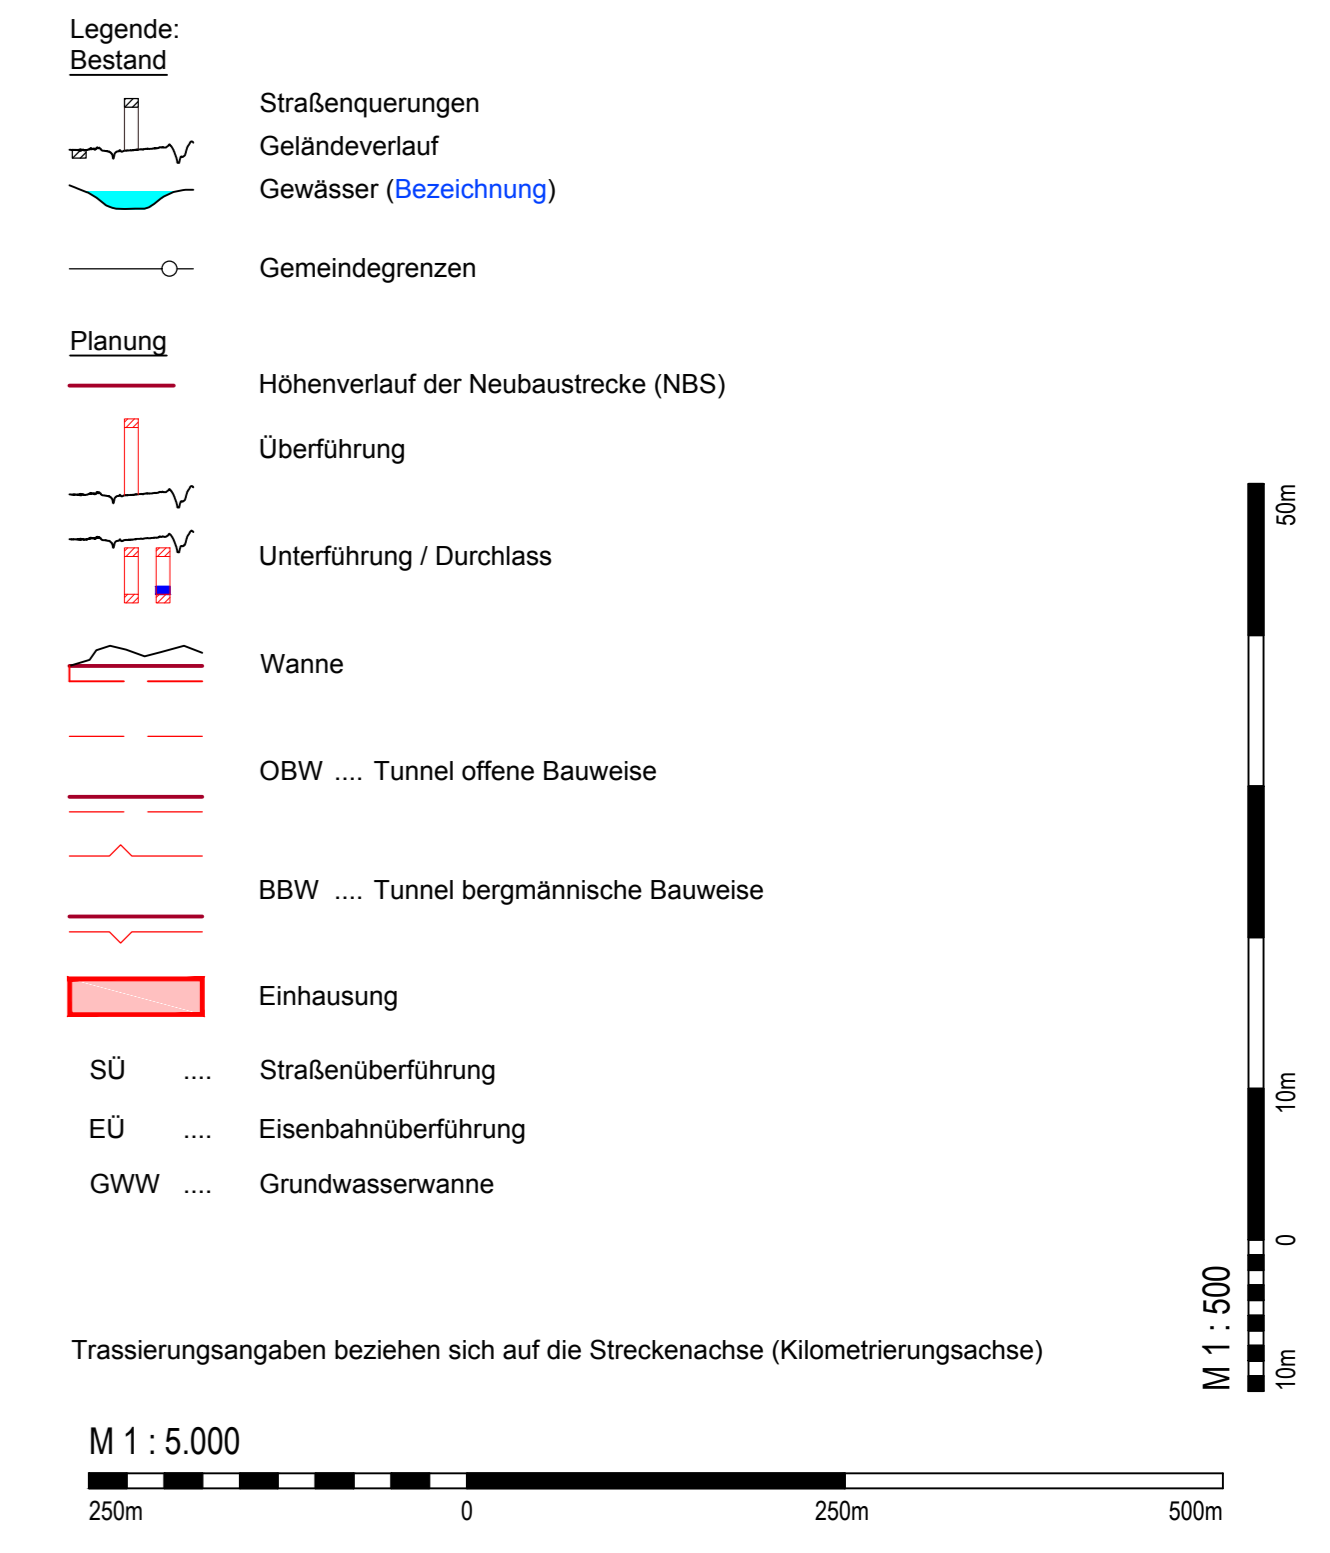 Legende:
Bestand
Straßenquerungen
Geländeverlauf
Gewässer (Bezeichnung)
Gemeindegrenzen
Planung
Höhenverlauf der Neubaustrecke (NBS)
Überführung
Unterführung / Durchlass
Wanne
OBW .... Tunnel offene Bauweise
BBW .... Tunnel bergmännische Bauweise
Einhausung
SÜ .... Straßenüberführung
EÜ .... Eisenbahnüberführung
GWW .... Grundwasserwanne
50m
10m
0
10m
M 1 : 500
Trassierungsangaben beziehen sich auf die Streckenachse (Kilometrierungsachse)
M 1 : 5.000
250m 0 250m 500m